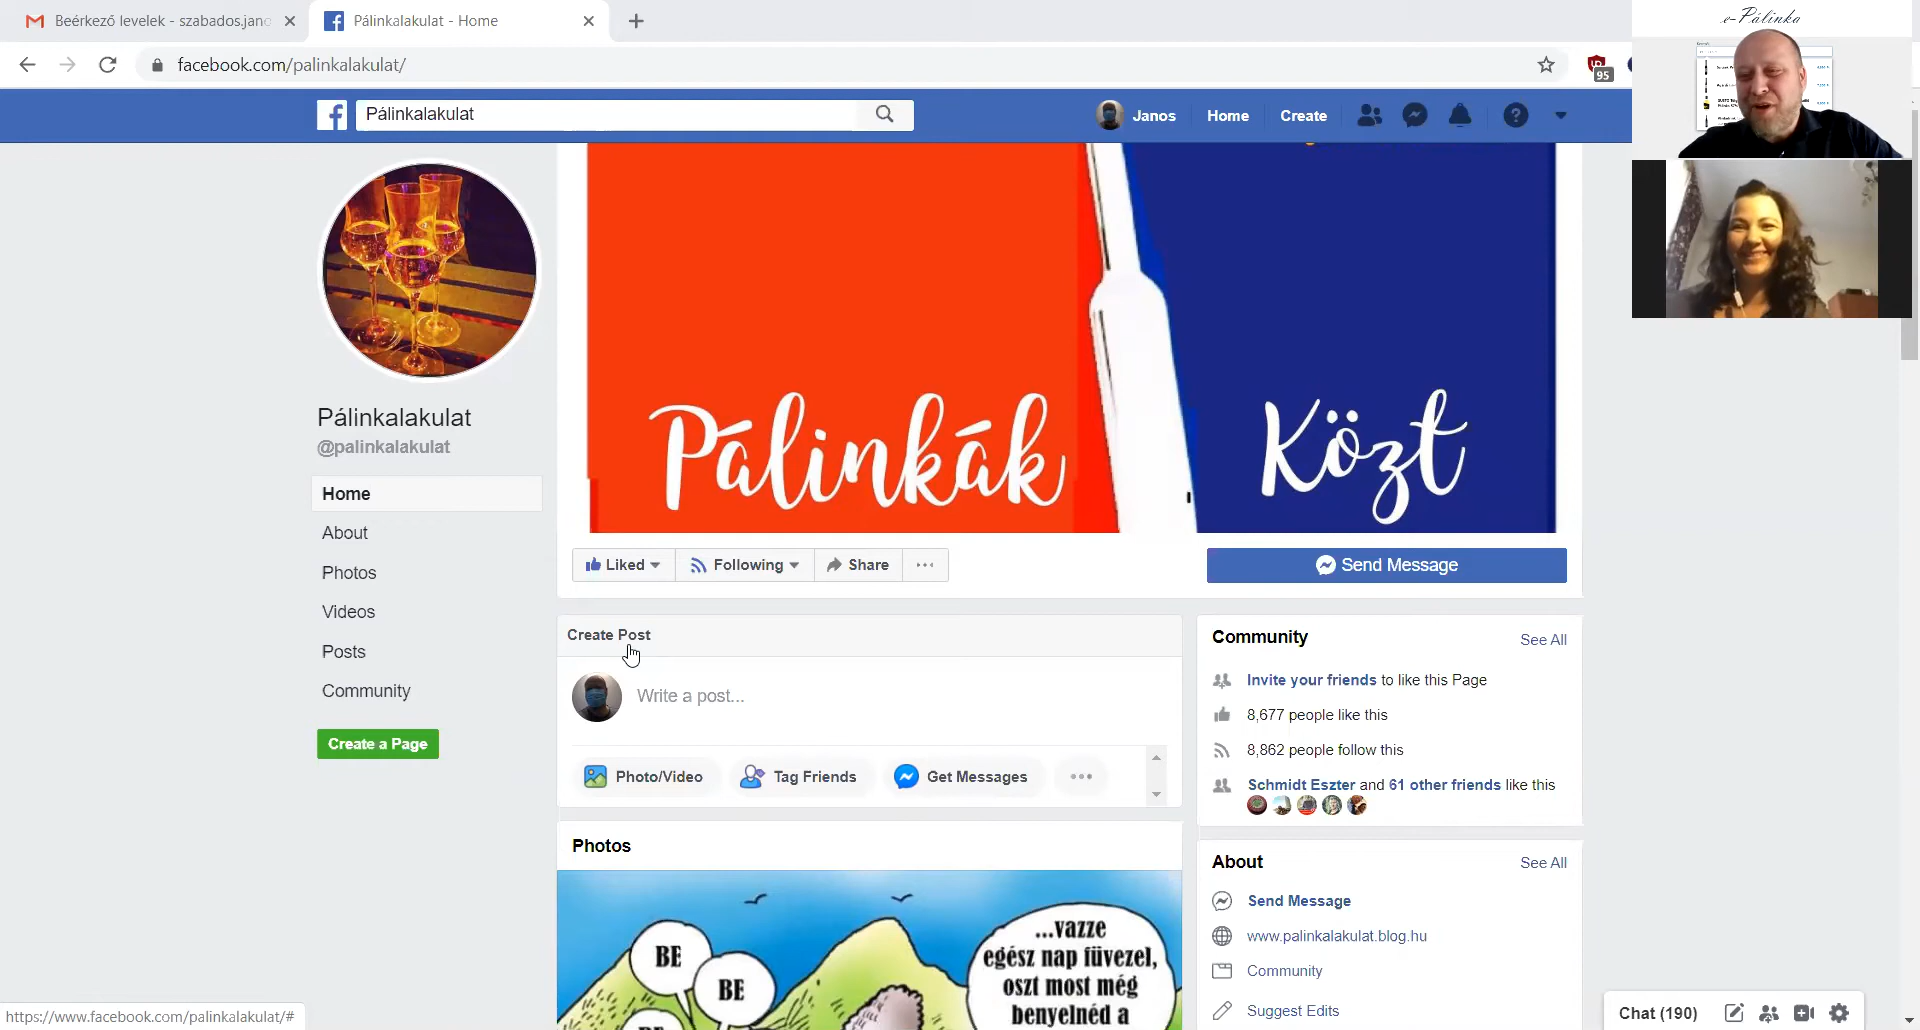 Beérkező levelek - szabados.jano
Pálinkalakulat - Home
facebook.com/palinkalakulat/
95
e-Pálinka
Pálinkalakulat
Janos
Home
Create
Pálinkák
Közt
Pálinkalakulat
@palinkalakulat
Home
About
Photos
Videos
Posts
Community
Create a Page
Liked
Following
Share
Send Message
Create Post
Write a post...
Photo/Video
Tag Friends
Get Messages
Photos
BE
BE
...vazze
egész nap füvezel,
oszt most még
benyelnéd a
Community
See All
Invite your friends to like this Page
8,677 people like this
8,862 people follow this
Schmidt Eszter and 61 other friends like this
About
See All
Send Message
www.palinkalakulat.blog.hu
Community
Suggest Edits
Chat (190)
https://www.facebook.com/palinkalakulat/#